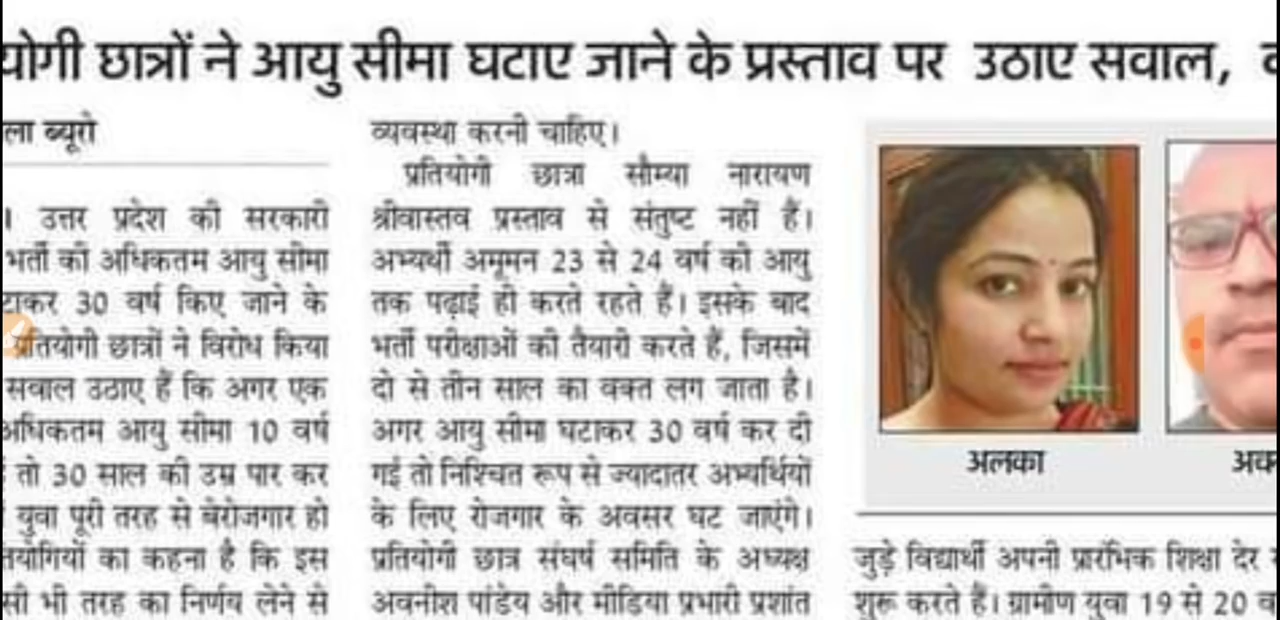 योगी छात्रों ने आयु सीमा घटाए जाने के प्रस्ताव पर उठाए सवाल,
ला ब्यूरो
। उत्तर प्रदेश की सरकारी
भर्ती की अधिकतम आयु सीमा
टाकर 30 वर्ष किए जाने के
प्रतियोगी छात्रों ने विरोध किया
सवाल उठाए हैं कि अगर एक
अधिकतम आयु सीमा 10 वर्ष
तो 30 साल की उम्र पार कर
युवा पूरी तरह से बेरोजगार हो
तयोगियों का कहना है कि इस
सी भी तरह का निर्णय लेने से
व्यवस्था करनी चाहिए।
प्रतियोगी छात्रा सौम्या नारायण
श्रीवास्तव प्रस्ताव से संतुष्ट नहीं हैं।
अभ्यर्थी अमूमन 23 से 24 वर्ष की आयु
तक पढ़ाई ही करते रहते हैं। इसके बाद
भर्ती परीक्षाओं की तैयारी करते हैं, जिसमें
दो से तीन साल का वक्त लग जाता है।
अगर आयु सीमा घटाकर 30 वर्ष कर दी
गई तो निश्चित रूप से ज्यादातर अभ्यर्थियों
के लिए रोजगार के अवसर घट जाएंगे।
प्रतियोगी छात्र संघर्ष समिति के अध्यक्ष
अवनीश पांडेय और मीडिया प्रभारी प्रशांत
अलका
जुड़े विद्यार्थी अपनी प्रारंभिक शिक्षा देर
शुरू करते हैं। ग्रामीण युवा 19 से 20